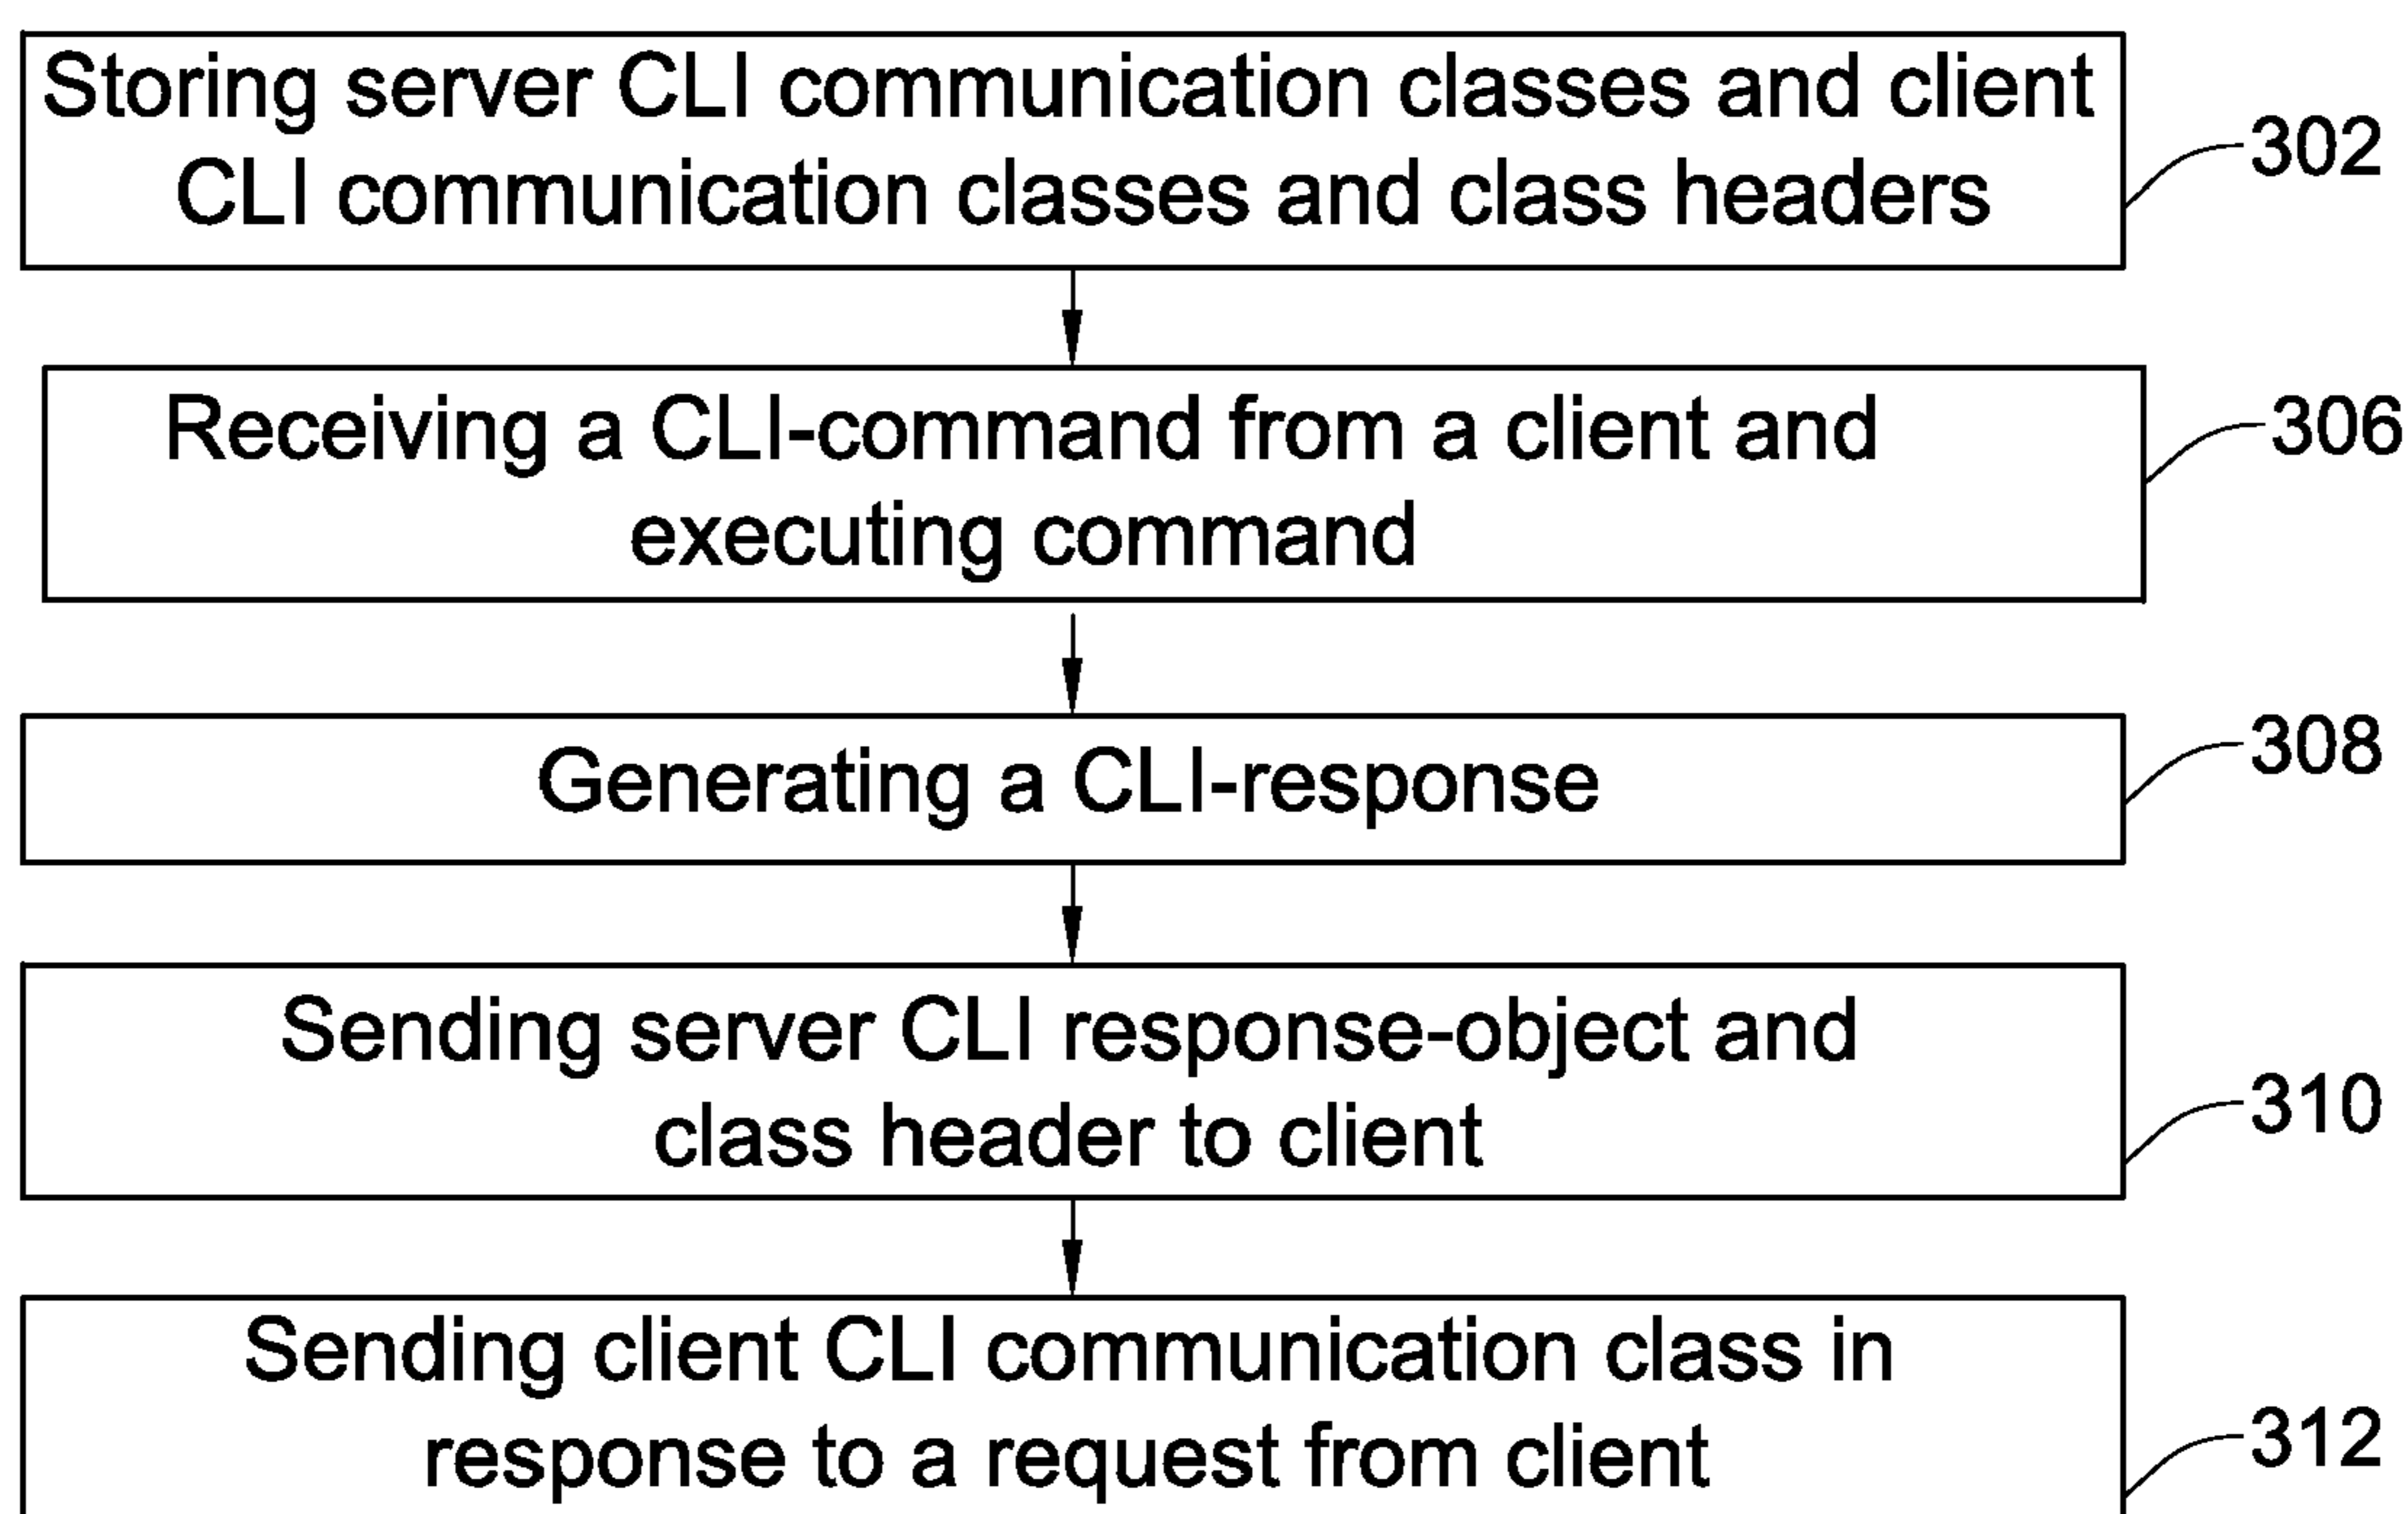 Storing server CLI communication classes and client
CLI communication classes and class headers
302
Receiving a CLI-command from a client and
executing command
306
Generating a CLI-response
308
Sending server CLI response-object and
class header to client
310
Sending client CLI communication class in
response to a request from client
312